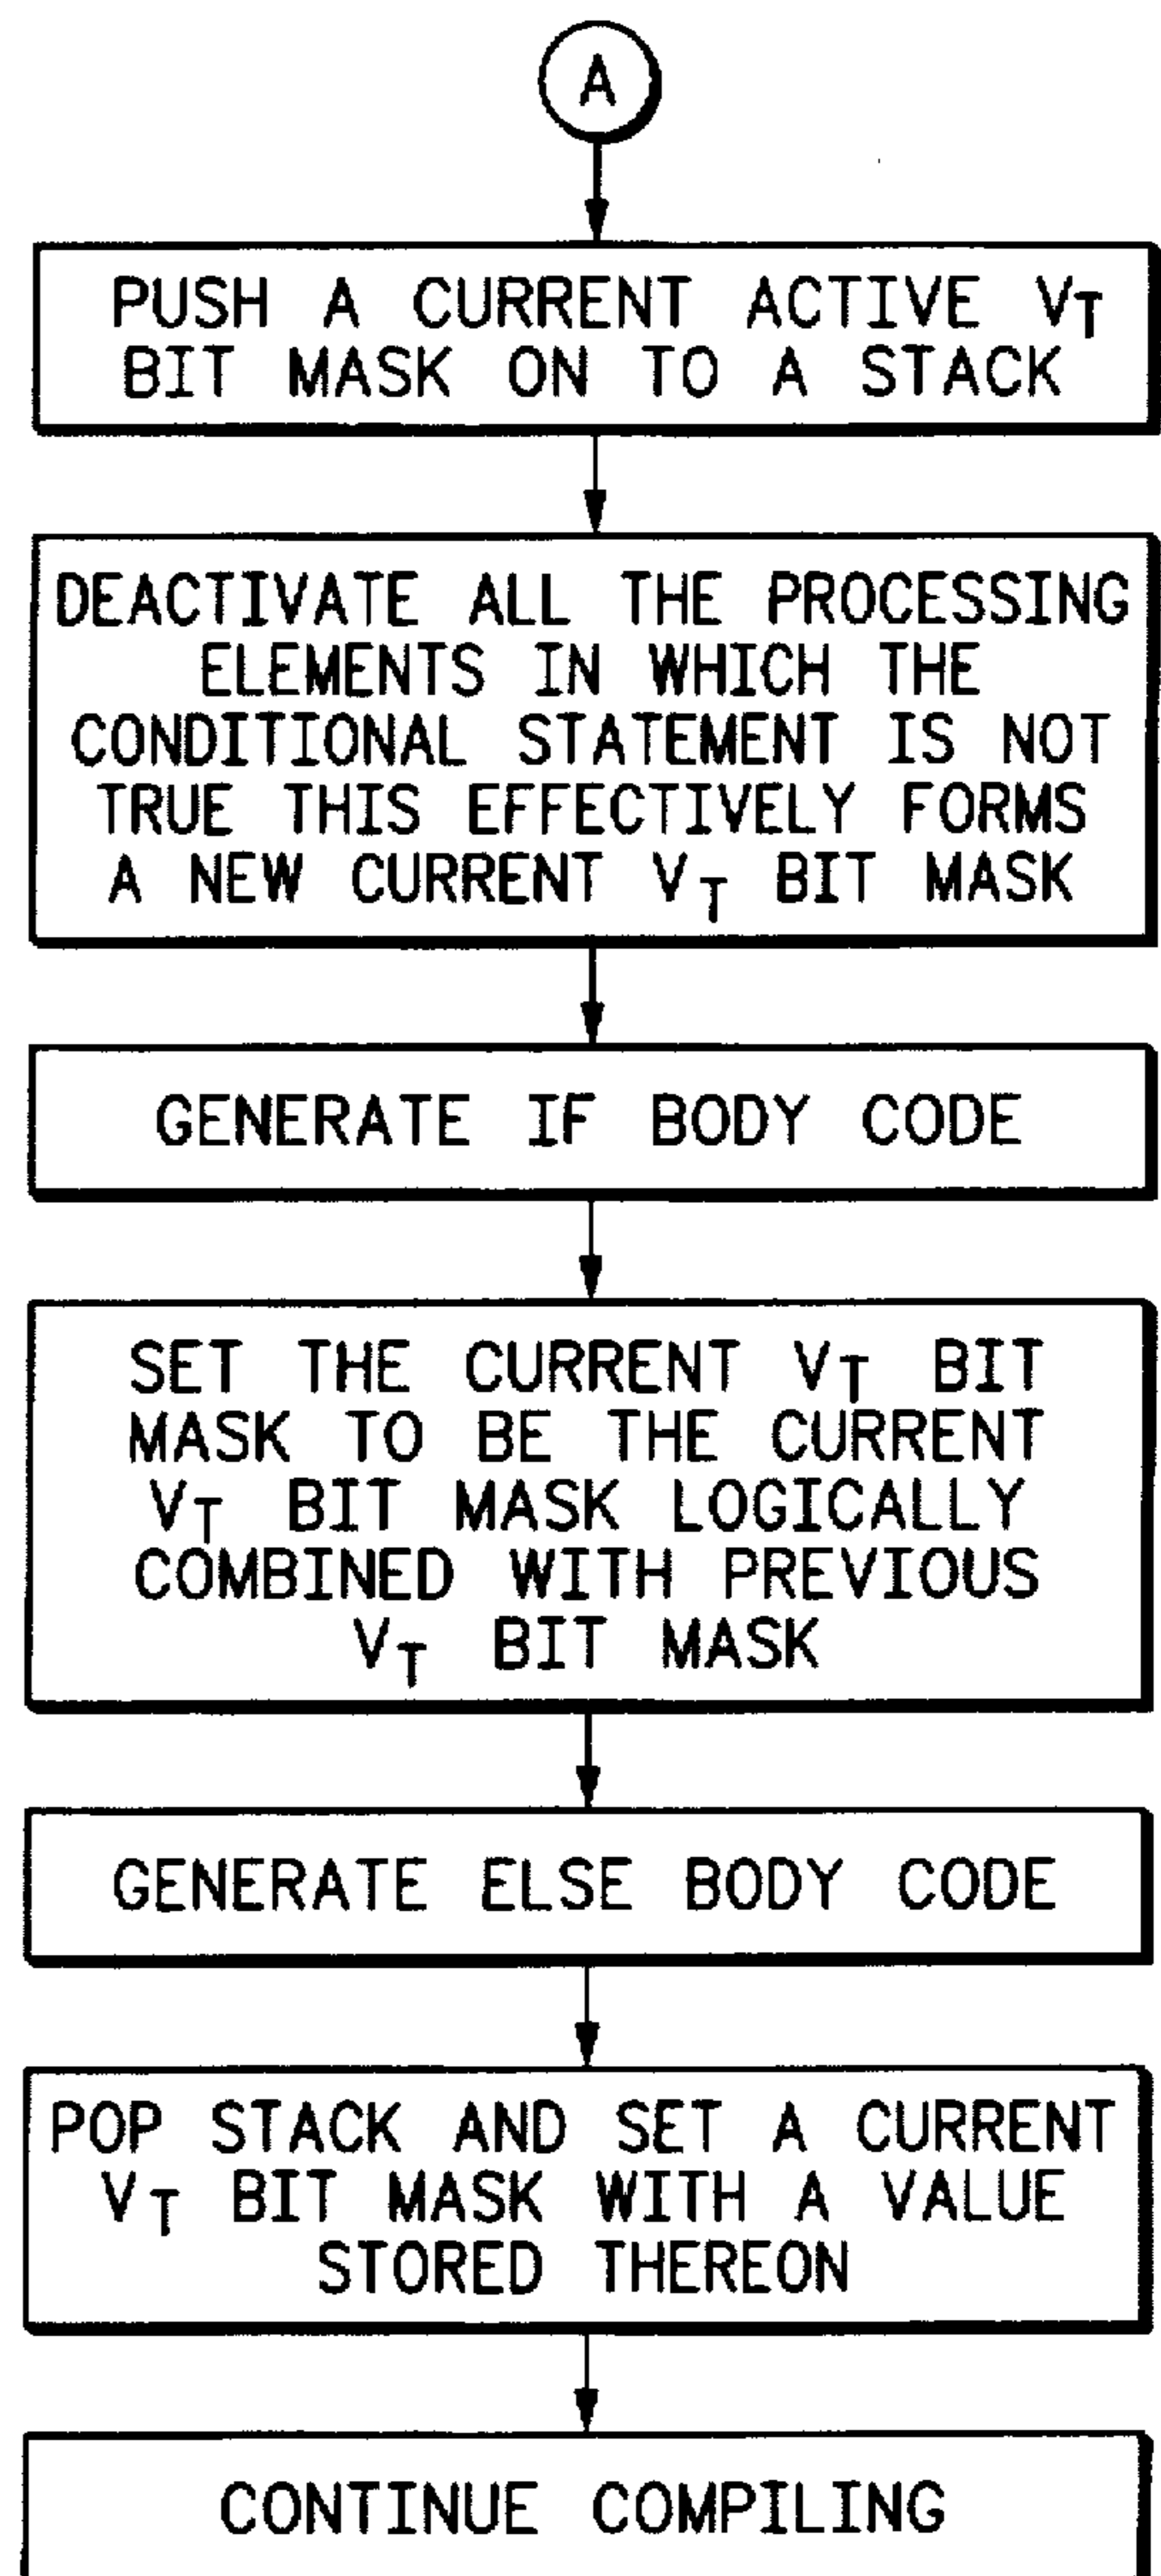 A
PUSH A CURRENT ACTIVE VT
BIT MASK ON TO A STACK
DEACTIVATE ALL THE PROCESSING
ELEMENTS IN WHICH THE
CONDITIONAL STATEMENT IS NOT
TRUE THIS EFFECTIVELY FORMS
A NEW CURRENT VT BIT MASK
GENERATE IF BODY CODE
SET THE CURRENT VT BIT
MASK TO BE THE CURRENT
VT BIT MASK LOGICALLY
COMBINED WITH PREVIOUS
VT BIT MASK
GENERATE ELSE BODY CODE
POP STACK AND SET A CURRENT
VT BIT MASK WITH A VALUE
STORED THEREON
CONTINUE COMPILING